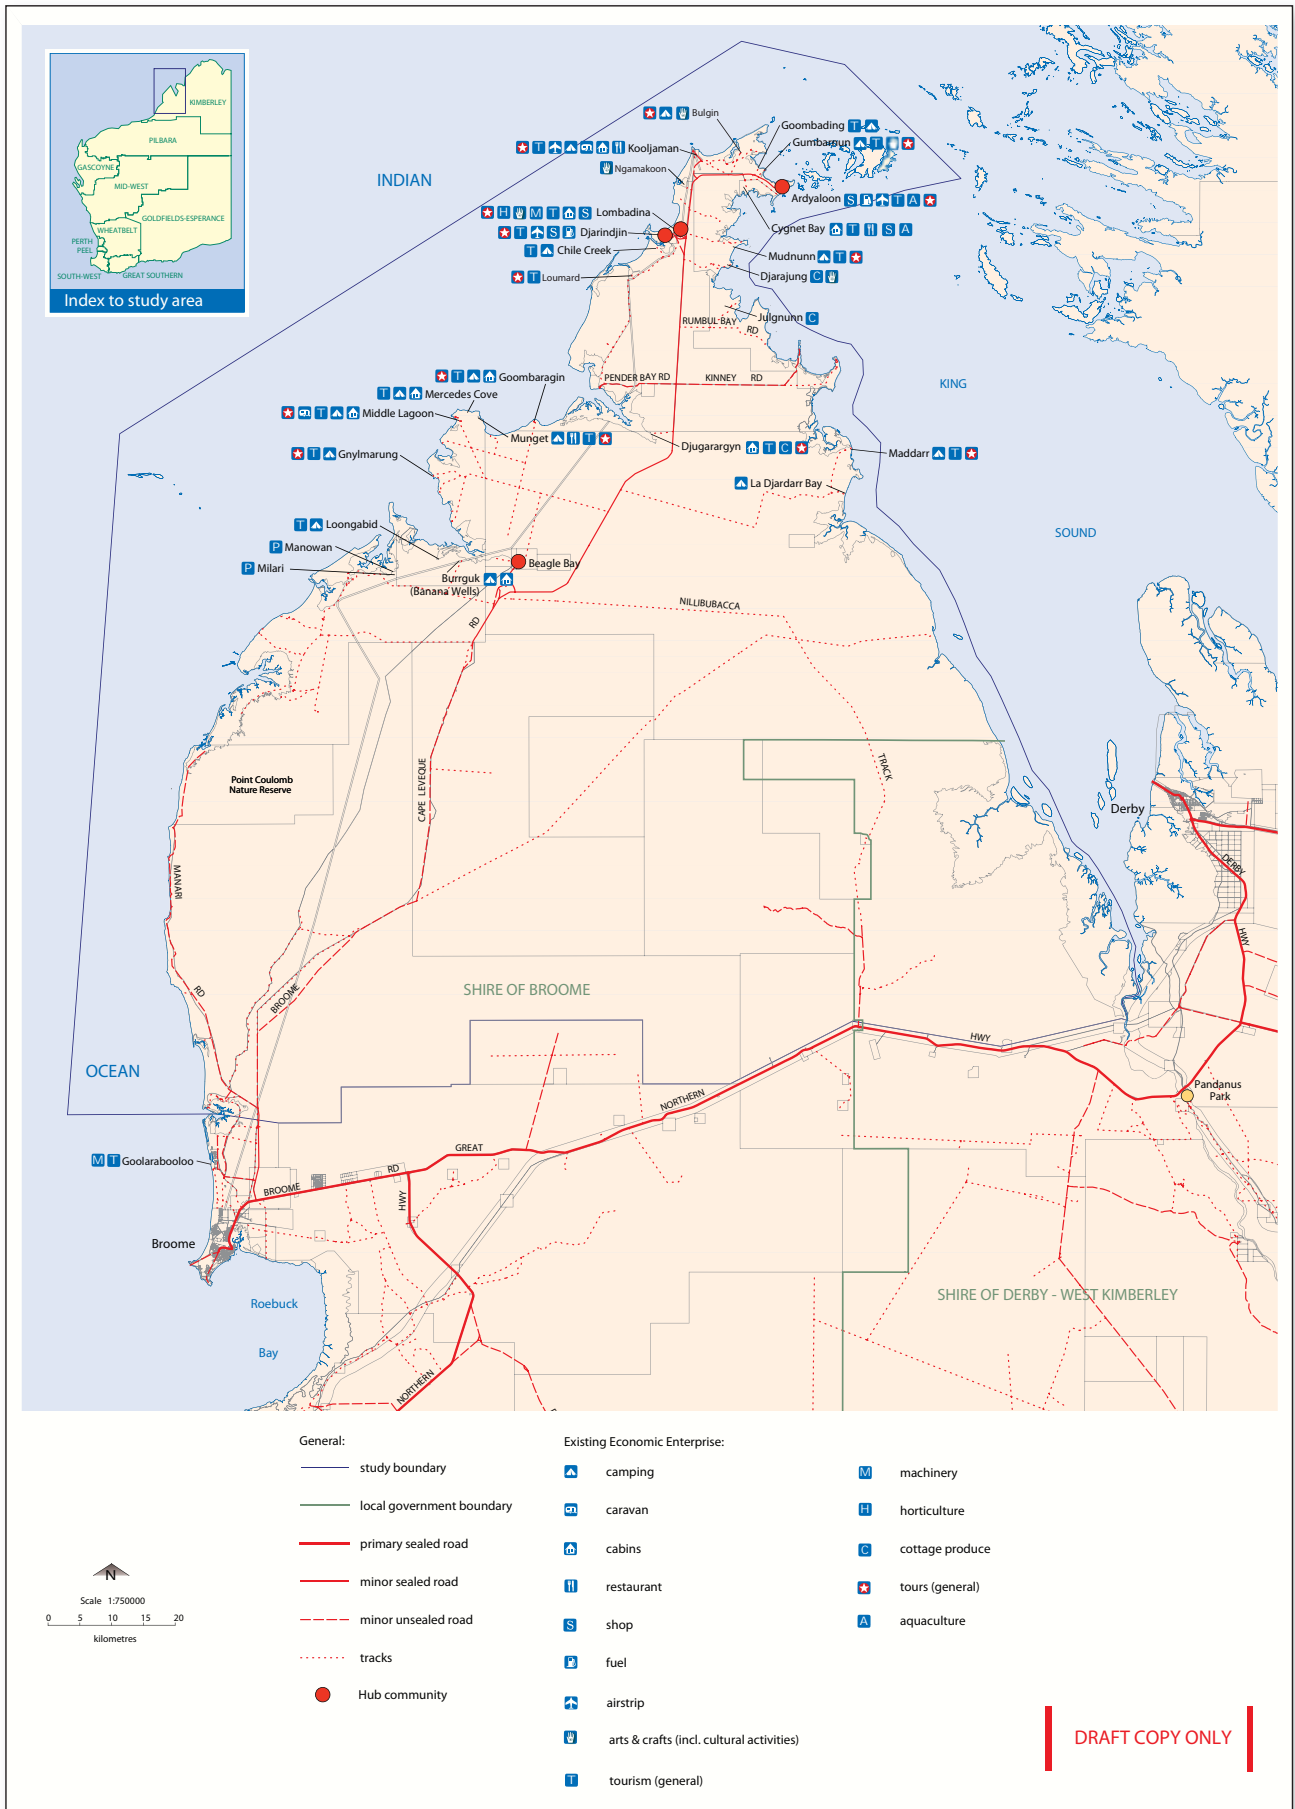 KIMBERLEY
PILBARA
GASCOYNE
MID-WEST
GOLDFIELDS-ESPERANCE
WHEATBELT
PERTH
PEEL
SOUTH-WEST
GREAT SOUTHERN
Index to study area
INDIAN
Bulgin
Goombading T
Gumbarnun T
T Kooljaman
Ngamakoon
Ardyaloon S T A
H M T S Lombadina
T S Djarindjin
Cygnet Bay T S A
T Chile Creek
Mudnunn T
T Loumard
Djarajung C
Julgnunn C
RUMBUL BAY
RD
PENDER BAY RD
KINNEY RD
KING
T Goombaragin
T Mercedes Cove
T Middle Lagoon
Munget T
Djugarargyn T C
Maddarr T
T Gnylmarung
La Djardarr Bay
T Loongabid
SOUND
P Manowan
P Milari
Beagle Bay
Burrguk
(Banana Wells)
NILLIBUBACCA
RD
TRACK
Point Coulomb
Nature Reserve
CAPE LEVEQUE
Derby
DERBY
MANARI
HWY
RD
BROOME
SHIRE OF BROOME
HWY
OCEAN
NORTHERN
Pandanus
Park
GREAT
M T Goolarabooloo
RD
BROOME
HWY
Broome
Roebuck
Bay
SHIRE OF DERBY - WEST KIMBERLEY
NORTHERN
General:
study boundary
local government boundary
primary sealed road
minor sealed road
minor unsealed road
tracks
Hub community
Existing Economic Enterprise:
camping
caravan
cabins
restaurant
S shop
fuel
airstrip
arts & crafts (incl. cultural activities)
T tourism (general)
M machinery
H horticulture
C cottage produce
tours (general)
A aquaculture
N
Scale 1:750000
0 5 10 15 20
kilometres
DRAFT COPY ONLY